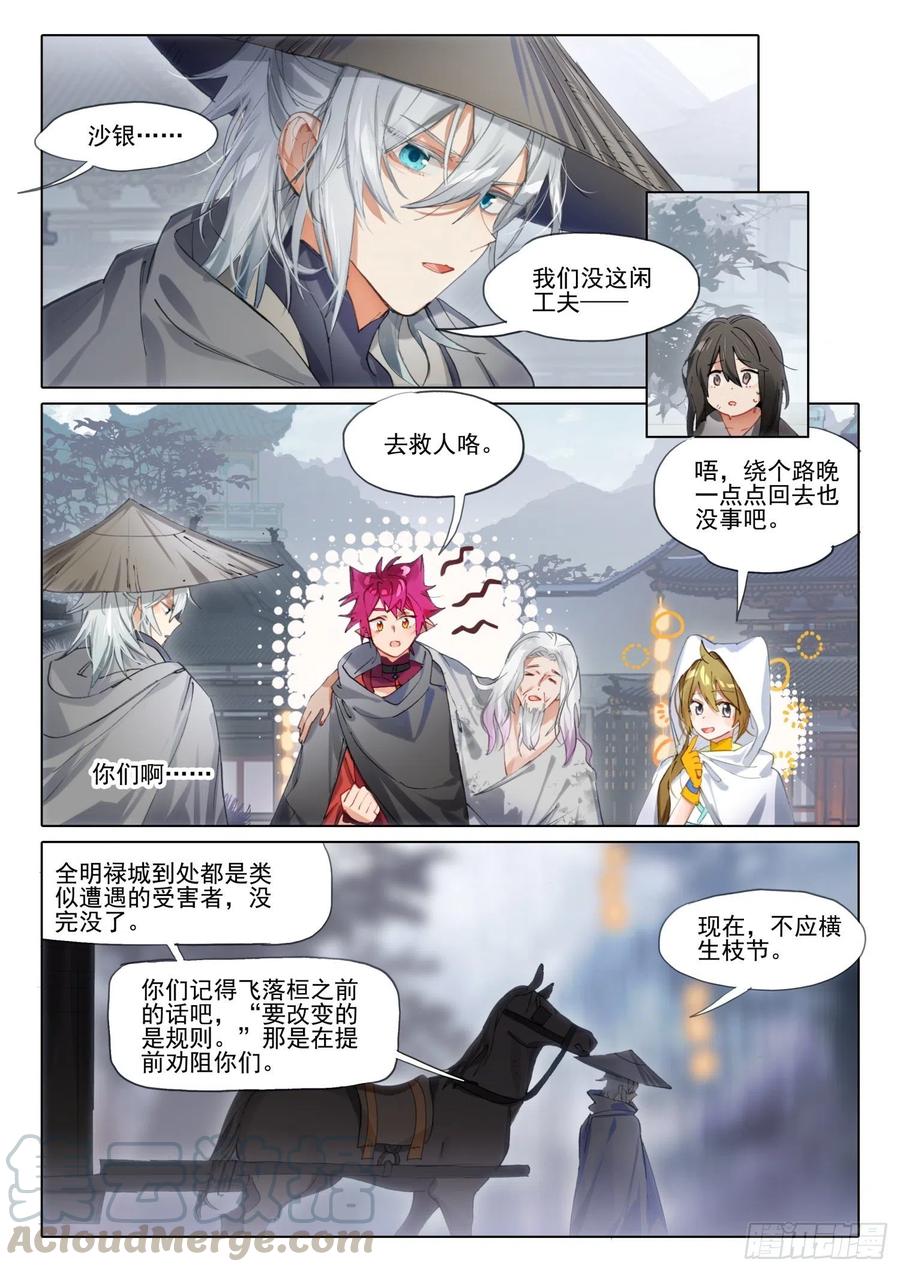 沙银……
我们没这闲
工夫——
去救人咯。
唔，绕个路晚
一点点回去也
没事吧。
你们啊……
全明禄城到处都是类
似遭遇的受害者，没
完没了。
你们记得飞落桓之前
的话吧，“要改变的
是规则。”那是在提
前劝阻你们。
现在，不应横
生枝节。
集云数据
ACloudMerge.com
腾讯动漫